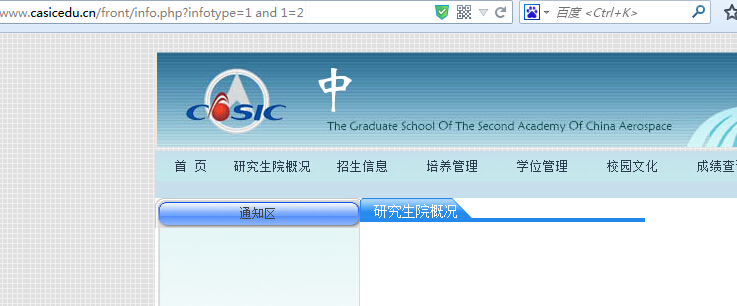 www.casicedu.cn/front/info.php?infotype=1 and 1=2
百度 <Ctrl+K>
CASIC
中
The Graduate School Of The Second Academy Of China Aerospace
首 页 研究生院概况 招生信息 培养管理 学位管理 校园文化 成绩查
通知区 研究生院概况